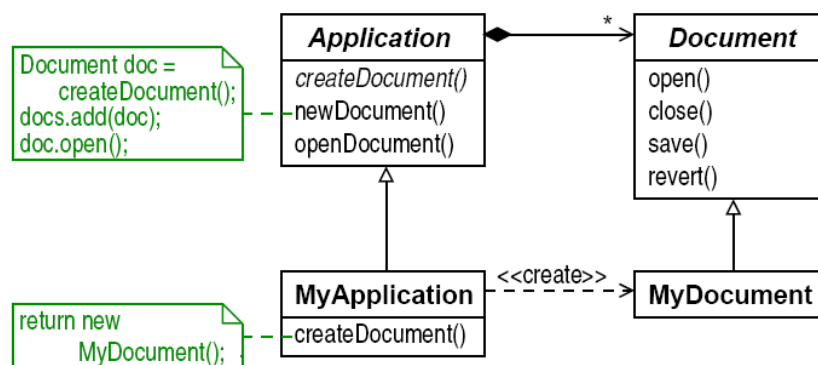 Document doc =
createDocument();
docs.add(doc);
doc.open();
Application
createDocument()
newDocument()
openDocument()
*
Document
open()
close()
save()
revert()
<<create>>
return new
MyDocument();
MyApplication
createDocument()
MyDocument